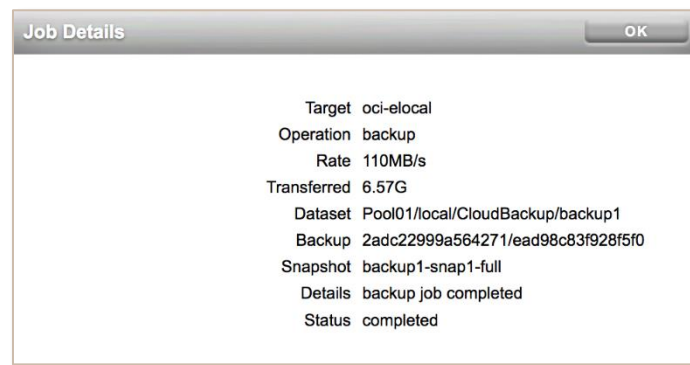 Job Details OK
Target oci-elocal
Operation backup
Rate 110MB/s
Transferred 6.57G
Dataset Pool01/local/CloudBackup/backup1
Backup 2adc22999a564271/ead98c83f928f5f0
Snapshot backup1-snap1-full
Details backup job completed
Status completed